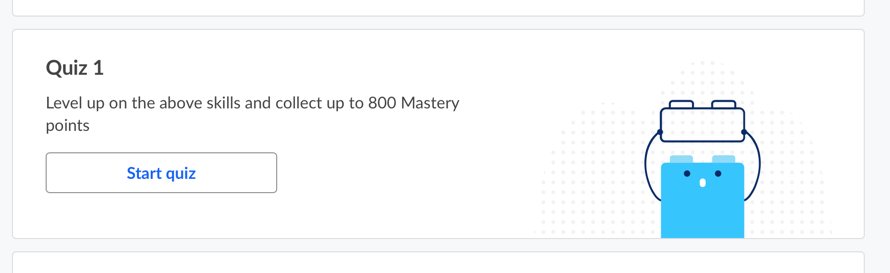 Quiz 1
Level up on the above skills and collect up to 800 Mastery
points
Start quiz